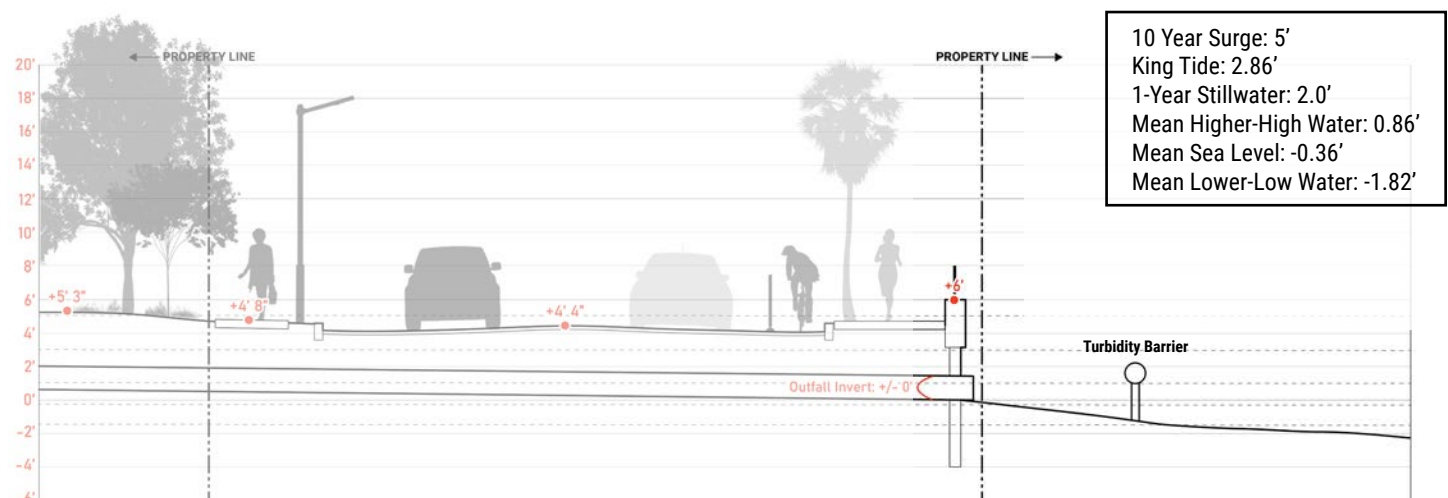 10 Year Surge: 5’
King Tide: 2.86’
1-Year Stillwater: 2.0’
Mean Higher-High Water: 0.86’
Mean Sea Level: -0.36’
Mean Lower-Low Water: -1.82’
PROPERTY LINE
PROPERTY LINE
20'
18'
16'
14'
12'
10'
8'
6'
4'
2'
0'
-2'
-4'
+5' 3"
+4' 8"
+4' 4"
+6'
Turbidity Barrier
Outfall Invert: +/- 0'